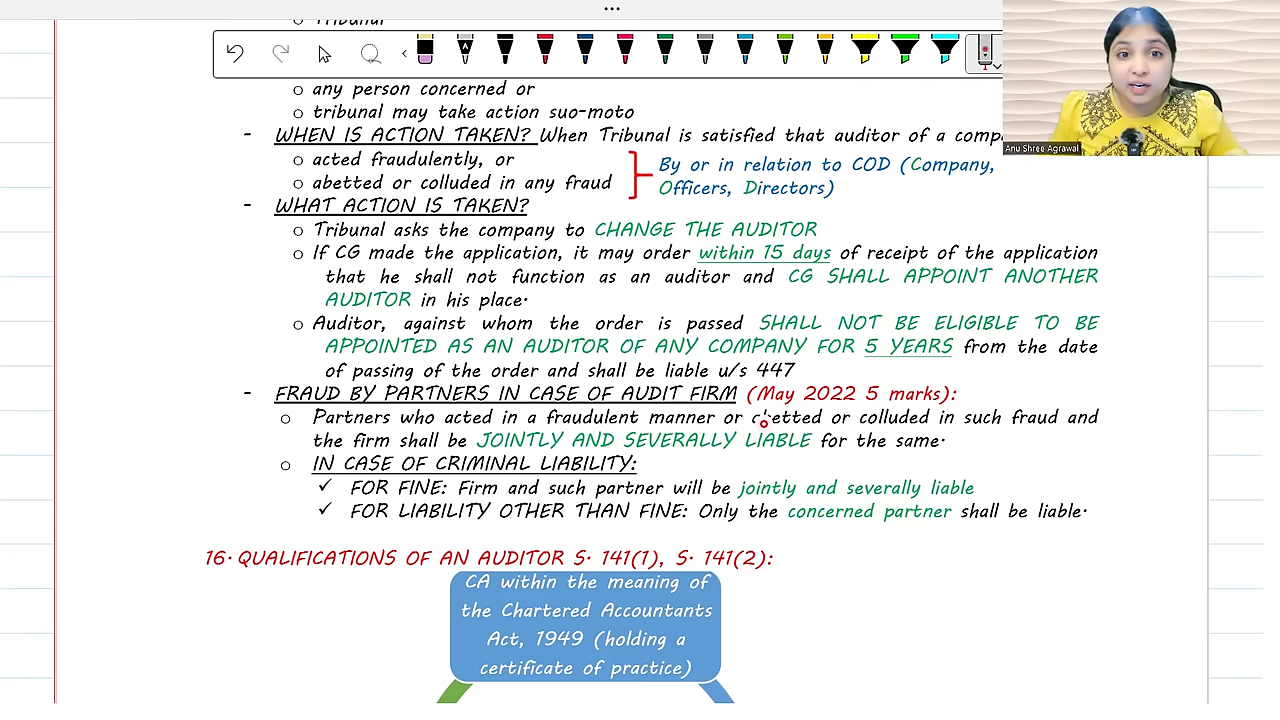 o Tribunal
o any person concerned or
o tribunal may take action suo-moto
- WHEN IS ACTION TAKEN? When Tribunal is satisfied that auditor of a comp
o acted fraudulently, or
o abetted or colluded in any fraud
By or in relation to COD (Company,
Officers, Directors)
- WHAT ACTION IS TAKEN?
o Tribunal asks the company to CHANGE THE AUDITOR
o If CG made the application, it may order within 15 days of receipt of the application
that he shall not function as an auditor and CG SHALL APPOINT ANOTHER
AUDITOR in his place.
o Auditor, against whom the order is passed SHALL NOT BE ELIGIBLE TO BE
APPOINTED AS AN AUDITOR OF ANY COMPANY FOR 5 YEARS from the date
of passing of the order and shall be liable u/s 447
- FRAUD BY PARTNERS IN CASE OF AUDIT FIRM (May 2022 5 marks):
o Partners who acted in a fraudulent manner or abetted or colluded in such fraud and
the firm shall be JOINTLY AND SEVERALLY LIABLE for the same.
o IN CASE OF CRIMINAL LIABILITY:
✓ FOR FINE: Firm and such partner will be jointly and severally liable
✓ FOR LIABILITY OTHER THAN FINE: Only the concerned partner shall be liable.
16. QUALIFICATIONS OF AN AUDITOR S. 141(1), S. 141(2):
CA within the meaning of
the Chartered Accountants
Act, 1949 (holding a
certificate of practice)
Anu Shree Agrawal